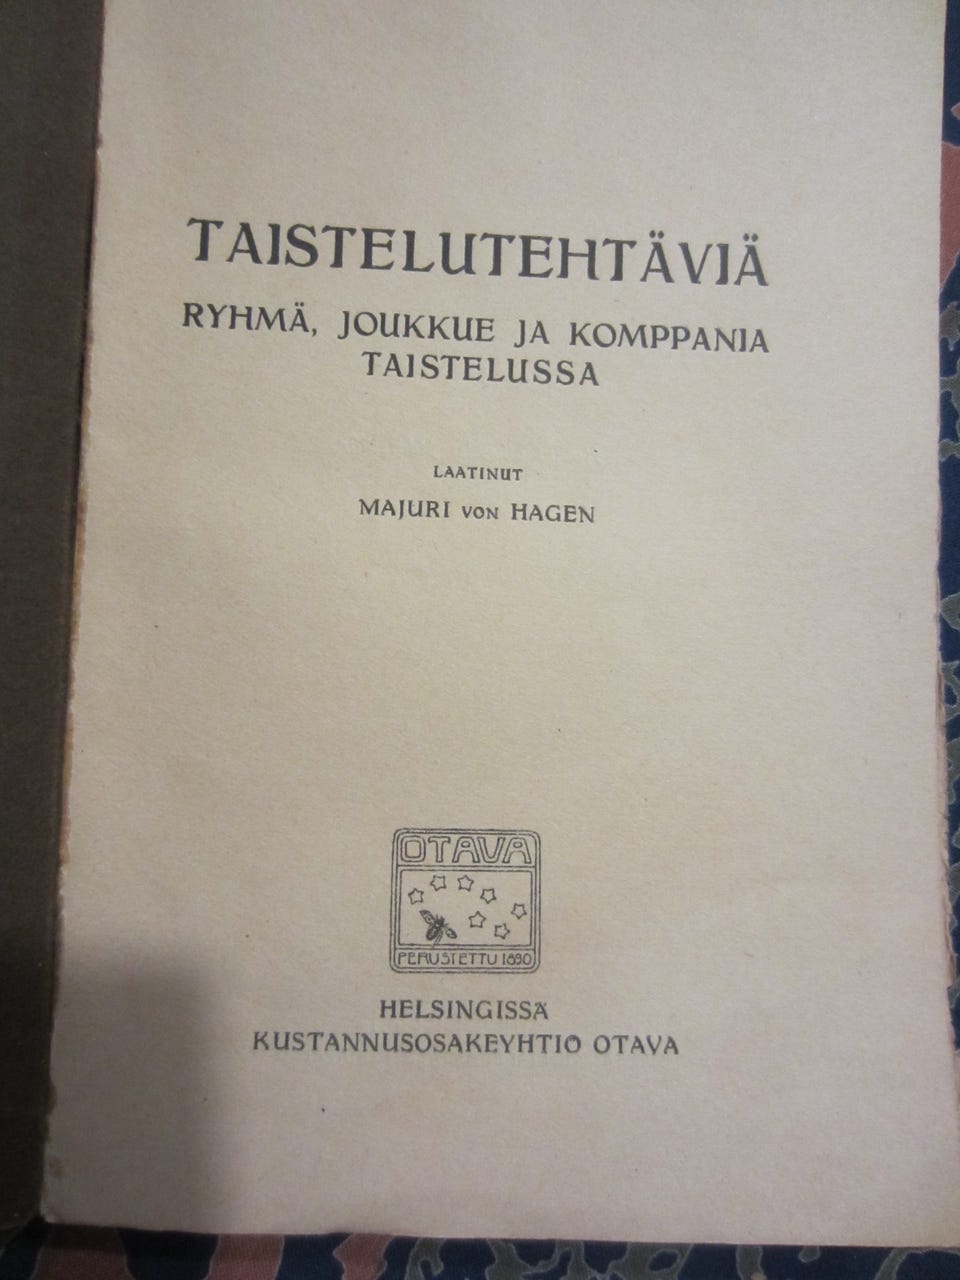 TAISTELUTEHTÄVIÄ
RYHMÄ, JOUKKUE JA KOMPPANIA
TAISTELUSSA
LAATINUT
MAJURI VON HAGEN
OTAVA
PERUSTETTU 1890
HELSINGISSÄ
KUSTANNUSOSAKEYHTIÖ OTAVA